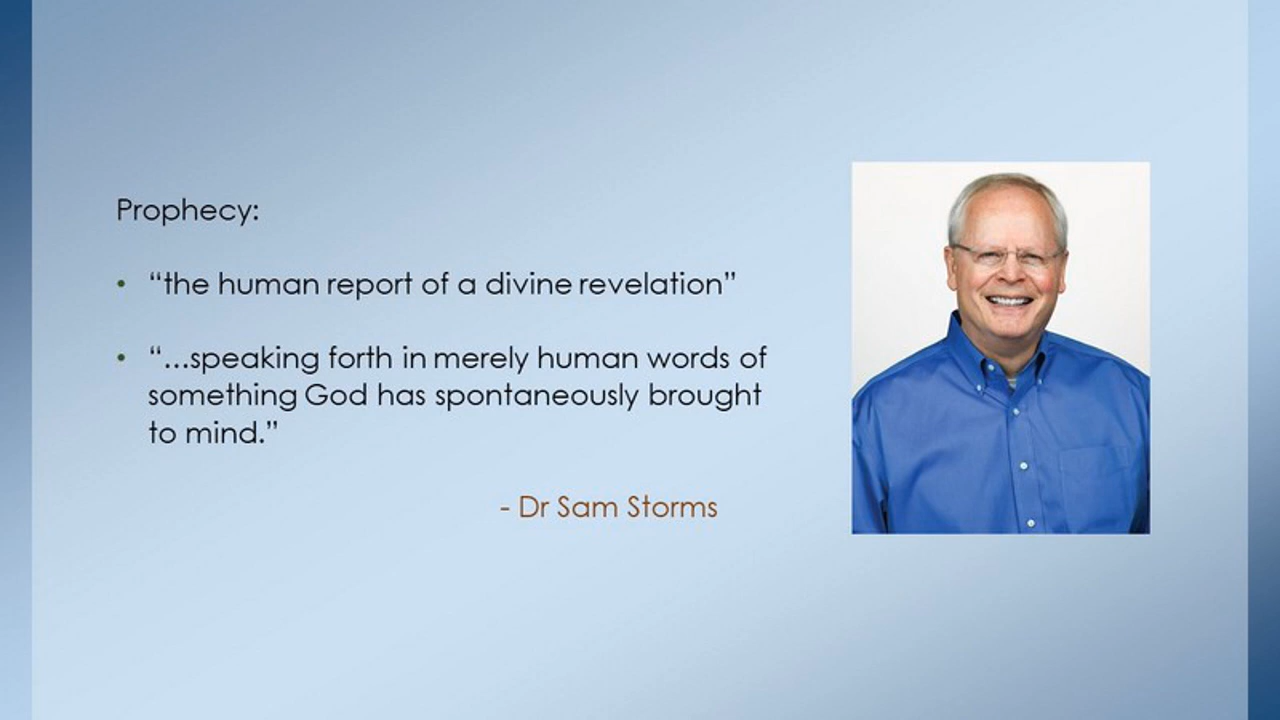 Prophecy:
• “the human report of a divine revelation”
• “...speaking forth in merely human words of
something God has spontaneously brought
to mind.”
- Dr Sam Storms